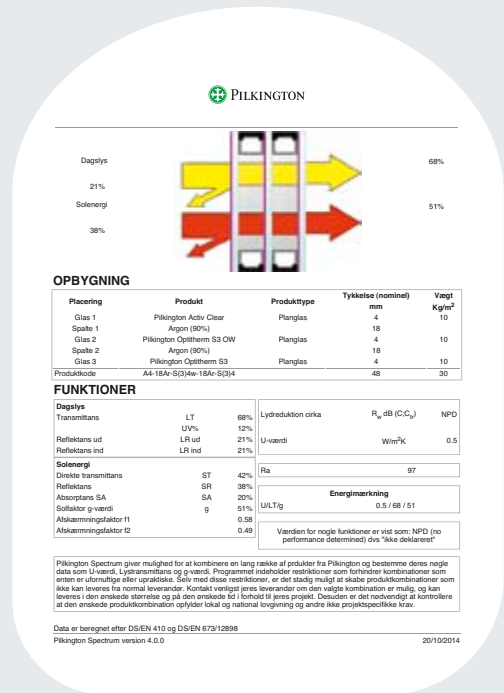 PILKINGTON
Dagslys 68%
21%
Solenergi 51%
38%
OPBYGNING
Placering Produkt Produkttype Tykkelse (nominel) mm Vægt Kg/m²
Glas 1 Pilkington Activ Clear Planglas 4 10
Spalte 1 Argon (90%) 18
Glas 2 Pilkington Optitherm S3 OW Planglas 4 10
Spalte 2 Argon (90%) 18
Glas 3 Pilkington Optitherm S3 Planglas 4 10
Produktkode A4-18Ar-S(3)4w-18Ar-S(3)4 48 30
FUNKTIONER
Dagslys
Transmittans LT 68%
UV% 12%
Reflektans ud LR ud 21%
Reflektans ind LR ind 21%
Solenergi
Direkte transmittans ST 42%
Reflektans SR 38%
Absorptans SA SA 20%
Solfaktor g-værdi g 51%
Afskærmningsfaktor f1 0.58
Afskærmningsfaktor f2 0.49
Lydreduktion cirka Rw dB (C;Ctr) NPD
U-værdi W/m²K 0.5
Ra 97
Energimærkning
U/LT/g 0.5 / 68 / 51
Værdien for nogle funktioner er vist som: NPD (no
performance determined) dvs "ikke deklareret"
Pilkington Spectrum giver mulighed for at kombinere en lang række af prdukter fra Pilkington og bestemme deres nøgle
data som U-værdi, Lystransmittans og g-værdi. Programmet indeholder restriktioner som forhindrer kombinationer som
enten er ufornuftige eller upraktiske. Selv med disse restriktioner, er det stadig muligt at skabe produktkombinationer som
ikke kan leveres fra normal leverandør. Kontakt venligst jeres leverandør om den valgte kombination er mulig, og kan
leveres i den ønskede størrelse og på den ønskede tid i forhold til jeres projekt. Desuden er det nødvendigt at kontrollere
at den ønskede produktkombination opfylder lokal og national lovgivning og andre ikke projektspecifikke krav.
Data er beregnet efter DS/EN 410 og DS/EN 673/12898
Pilkington Spectrum version 4.0.0 20/10/2014